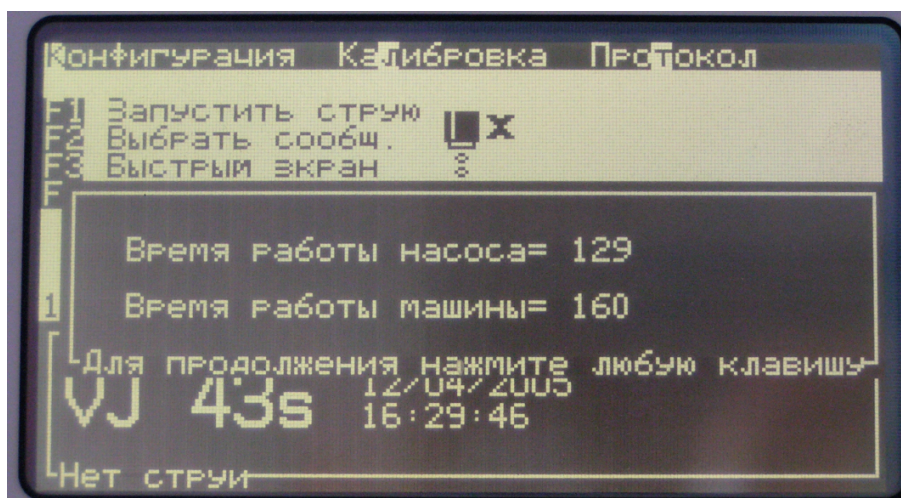 Конфигурация Калибровка Протокол
F1 Запустить струю
F2 Выбрать сообщ.
F3 Быстрый экран
X
F
Время работы насоса= 129
1 Время работы машины= 160
Для продолжения нажмите любую клавишу
VJ 43s 12/04/2005
16:29:46
Нет струи